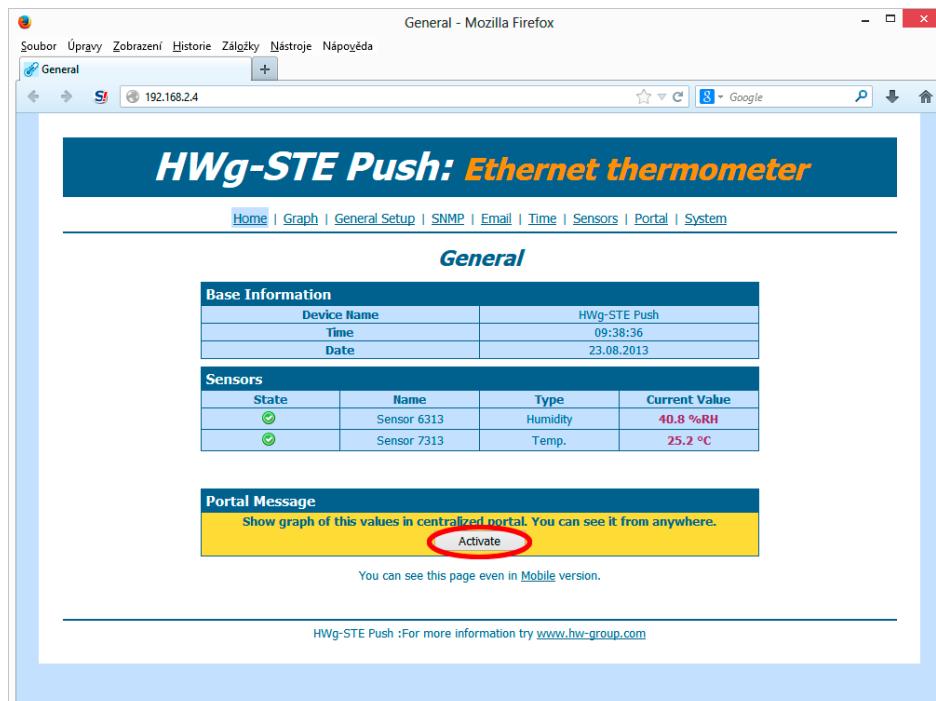 General - Mozilla Firefox
Soubor Úpravy Zobrazení Historie Záložky Nástroje Nápověda
General
192.168.2.4
Google
HWg-STE Push: Ethernet thermometer
Home | Graph | General Setup | SNMP | Email | Time | Sensors | Portal | System
General
Base Information
Device Name HWg-STE Push
Time 09:38:36
Date 23.08.2013
Sensors
State Name Type Current Value
Sensor 6313 Humidity 40.8 %RH
Sensor 7313 Temp. 25.2 °C
Portal Message
Show graph of this values in centralized portal. You can see it from anywhere.
Activate
You can see this page even in Mobile version.
HWg-STE Push :For more information try www.hw-group.com